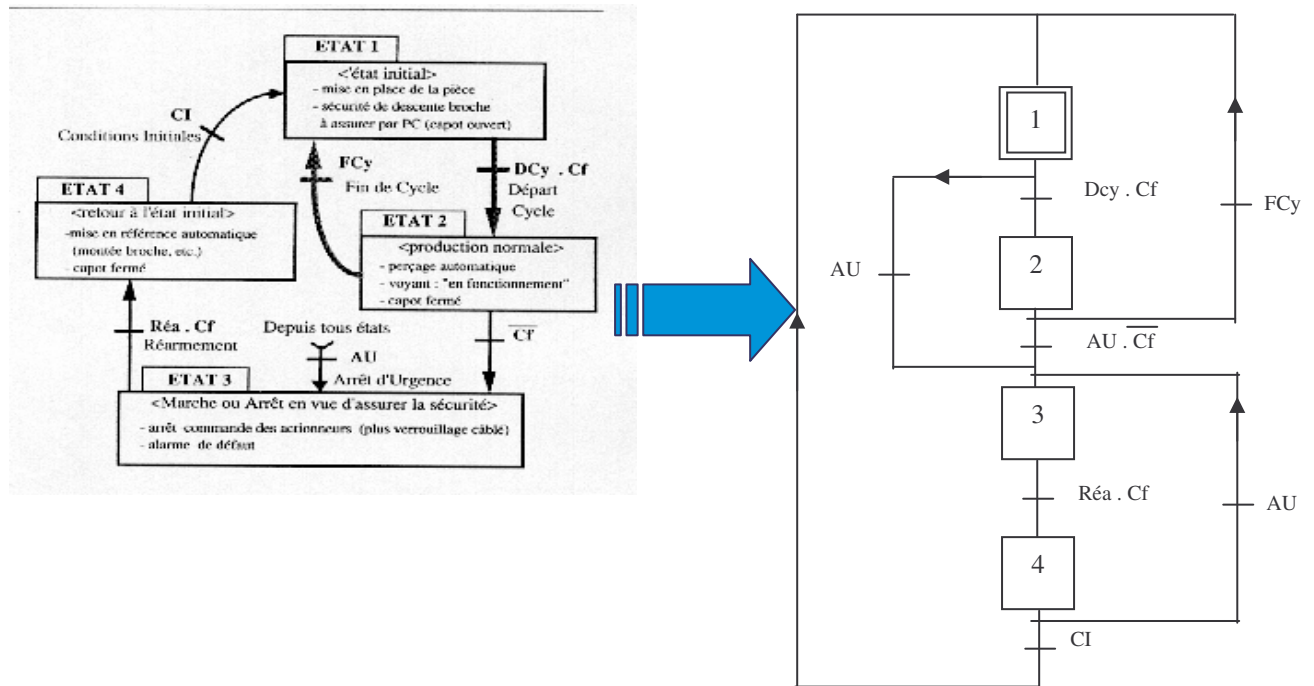 ETAT 1
<'état initial>
- mise en place de la pièce
- sécurité de descente broche
à assurer par PC (capot ouvert)
CI
Conditions Initiales
FCy
Fin de Cycle
DCy . Cf
Départ
Cycle
ETAT 4
<retour à l'état initial>
-mise en référence automatique
(montée broche, etc.)
- capot fermé
ETAT 2
<production normale>
- perçage automatique
- voyant : "en fonctionnement"
- capot fermé
Réa . Cf
Réarmement
Depuis tous états
AU
Arrêt d'Urgence
C̅f̅
ETAT 3
<Marche ou Arrêt en vue d'assurer la sécurité>
- arrêt commande des actionneurs (plus verrouillage câblé)
- alarme de défaut
1
Dcy . Cf
FCy
AU
2
AU . C̅f̅
3
Réa . Cf
AU
4
CI